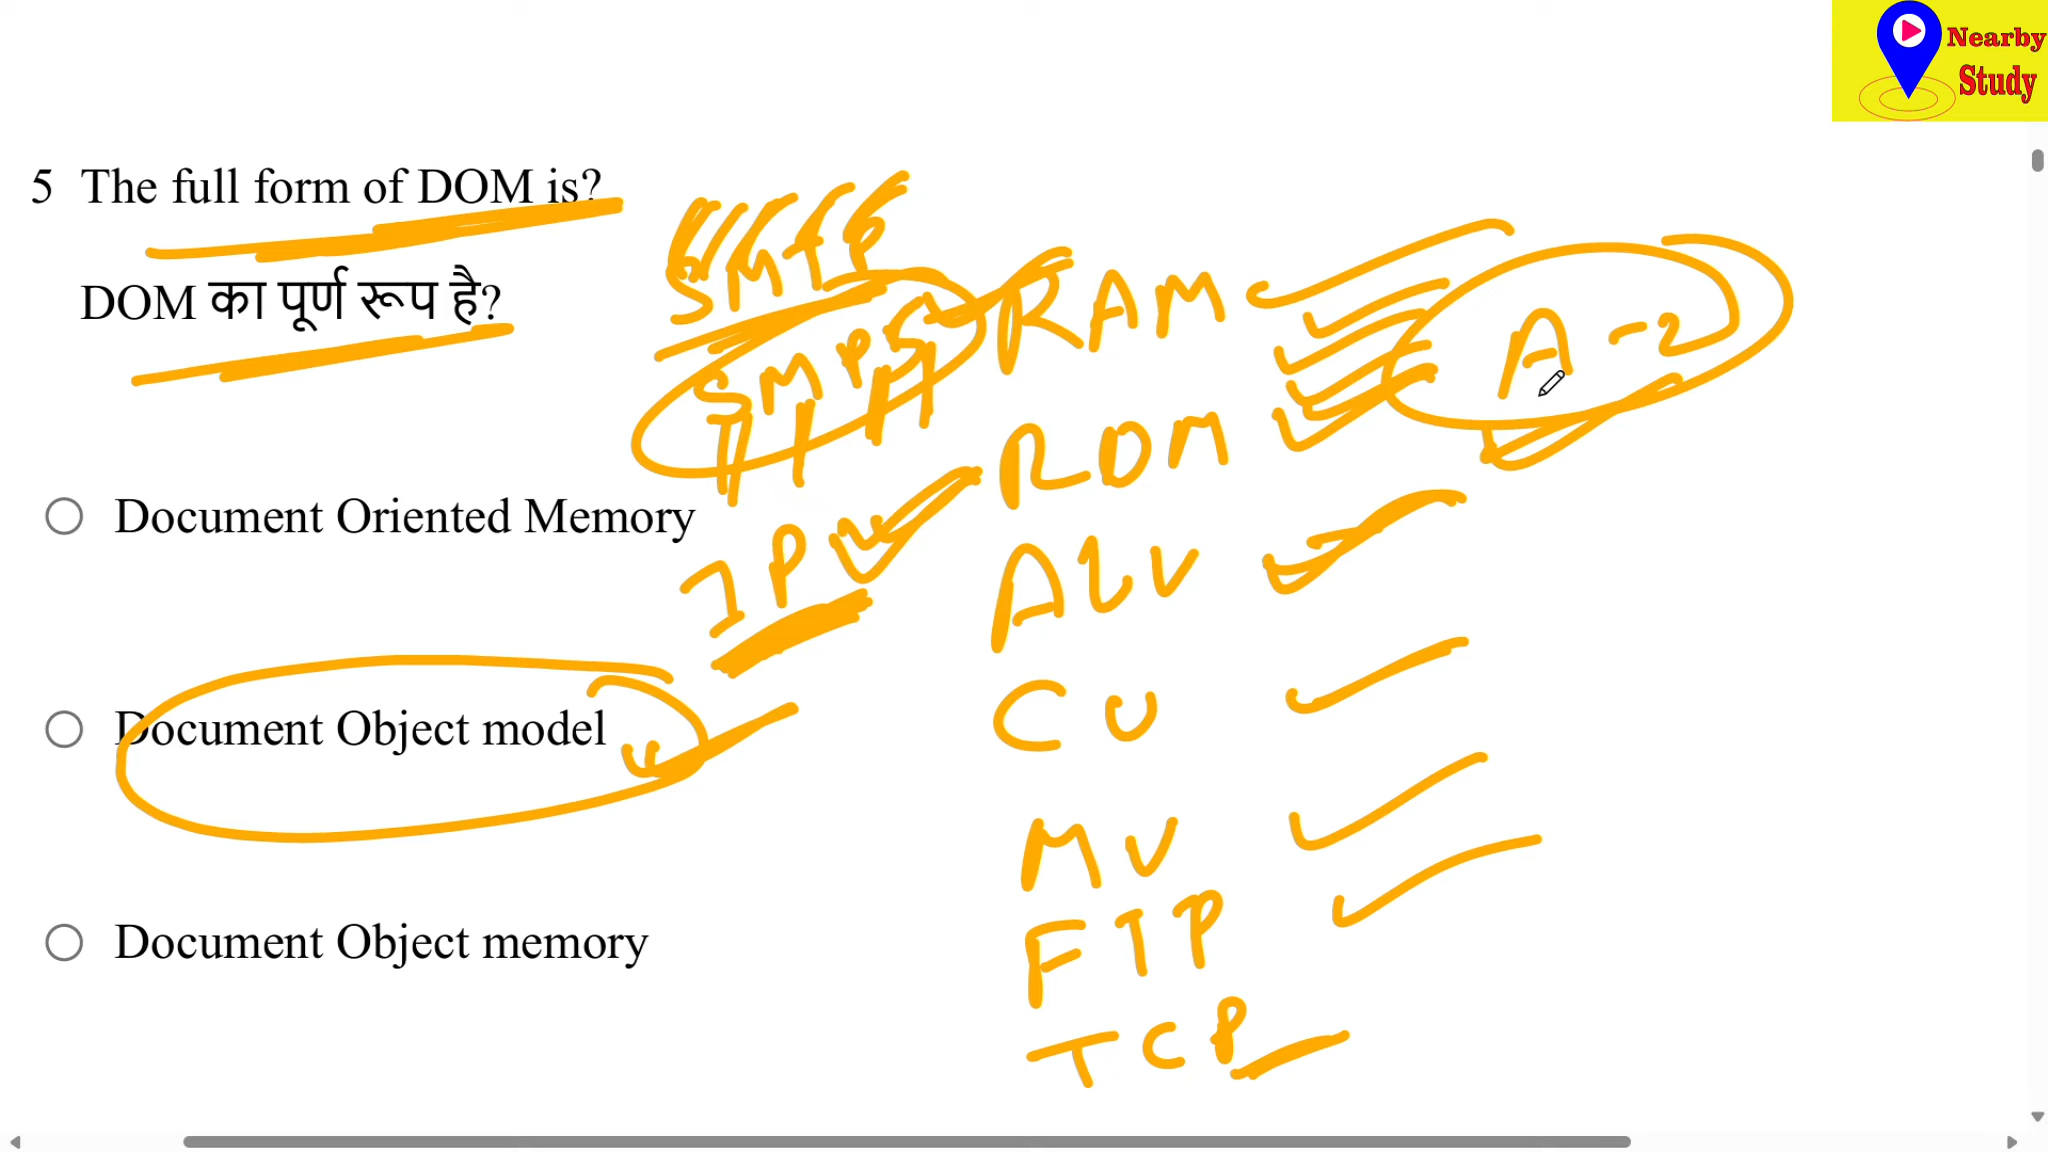 Nearby
Study
5 The full form of DOM is?
DOM का पूर्ण रूप है?
Document Oriented Memory
Document Object model
Document Object memory
SMTP
SMPS
IP
RAM
ROM
ALU
CU
MU
FTP
TCP
A-2